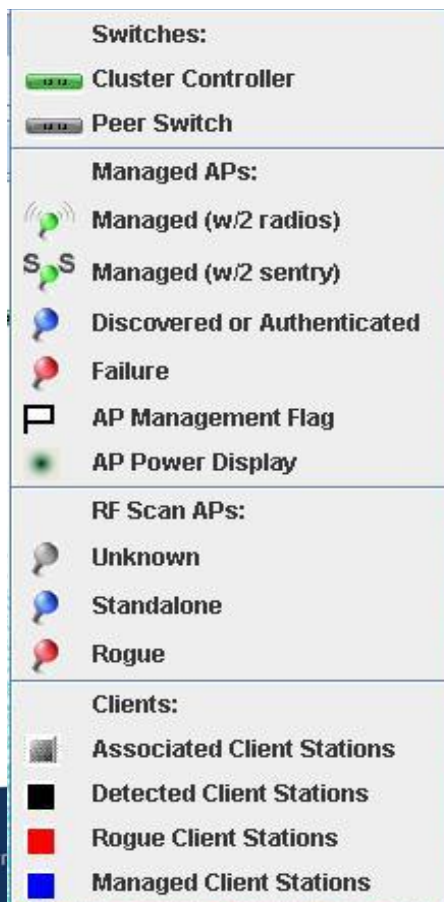 Switches:
Cluster Controller
Peer Switch
Managed APs:
Managed (w/2 radios)
S S Managed (w/2 sentry)
Discovered or Authenticated
Failure
AP Management Flag
AP Power Display
RF Scan APs:
Unknown
Standalone
Rogue
Clients:
Associated Client Stations
Detected Client Stations
Rogue Client Stations
Managed Client Stations